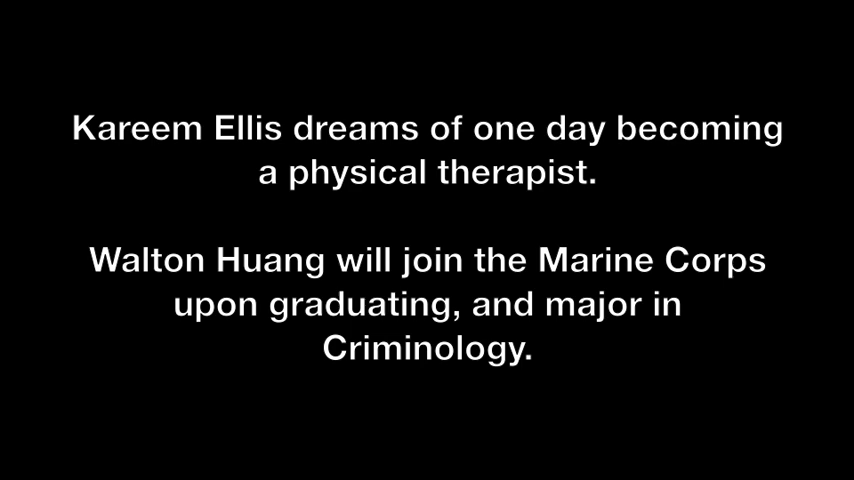 Kareem Ellis dreams of one day becoming
a physical therapist.
Walton Huang will join the Marine Corps
upon graduating, and major in
Criminology.